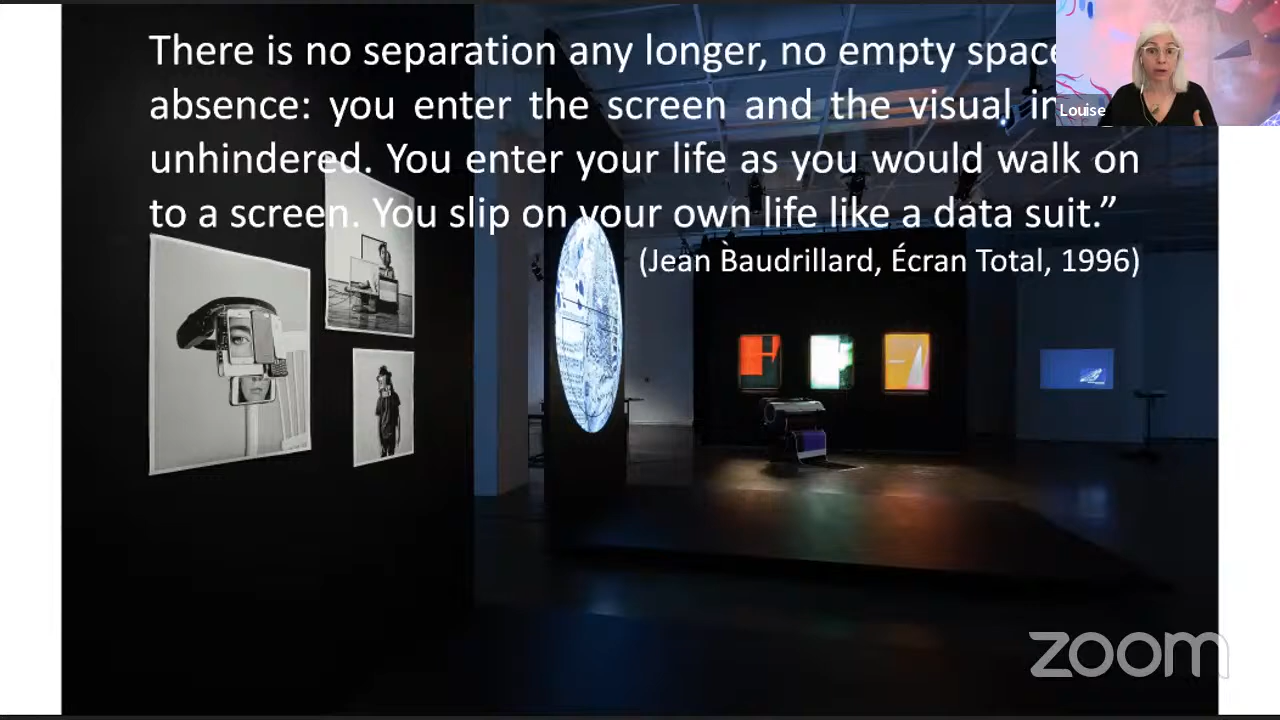 There is no separation any longer, no empty space
absence: you enter the screen and the visual
unhindered. You enter your life as you would walk on
to a screen. You slip on your own life like a data suit.”
(Jean Baudrillard, Écran Total, 1996)
Louise
zoom